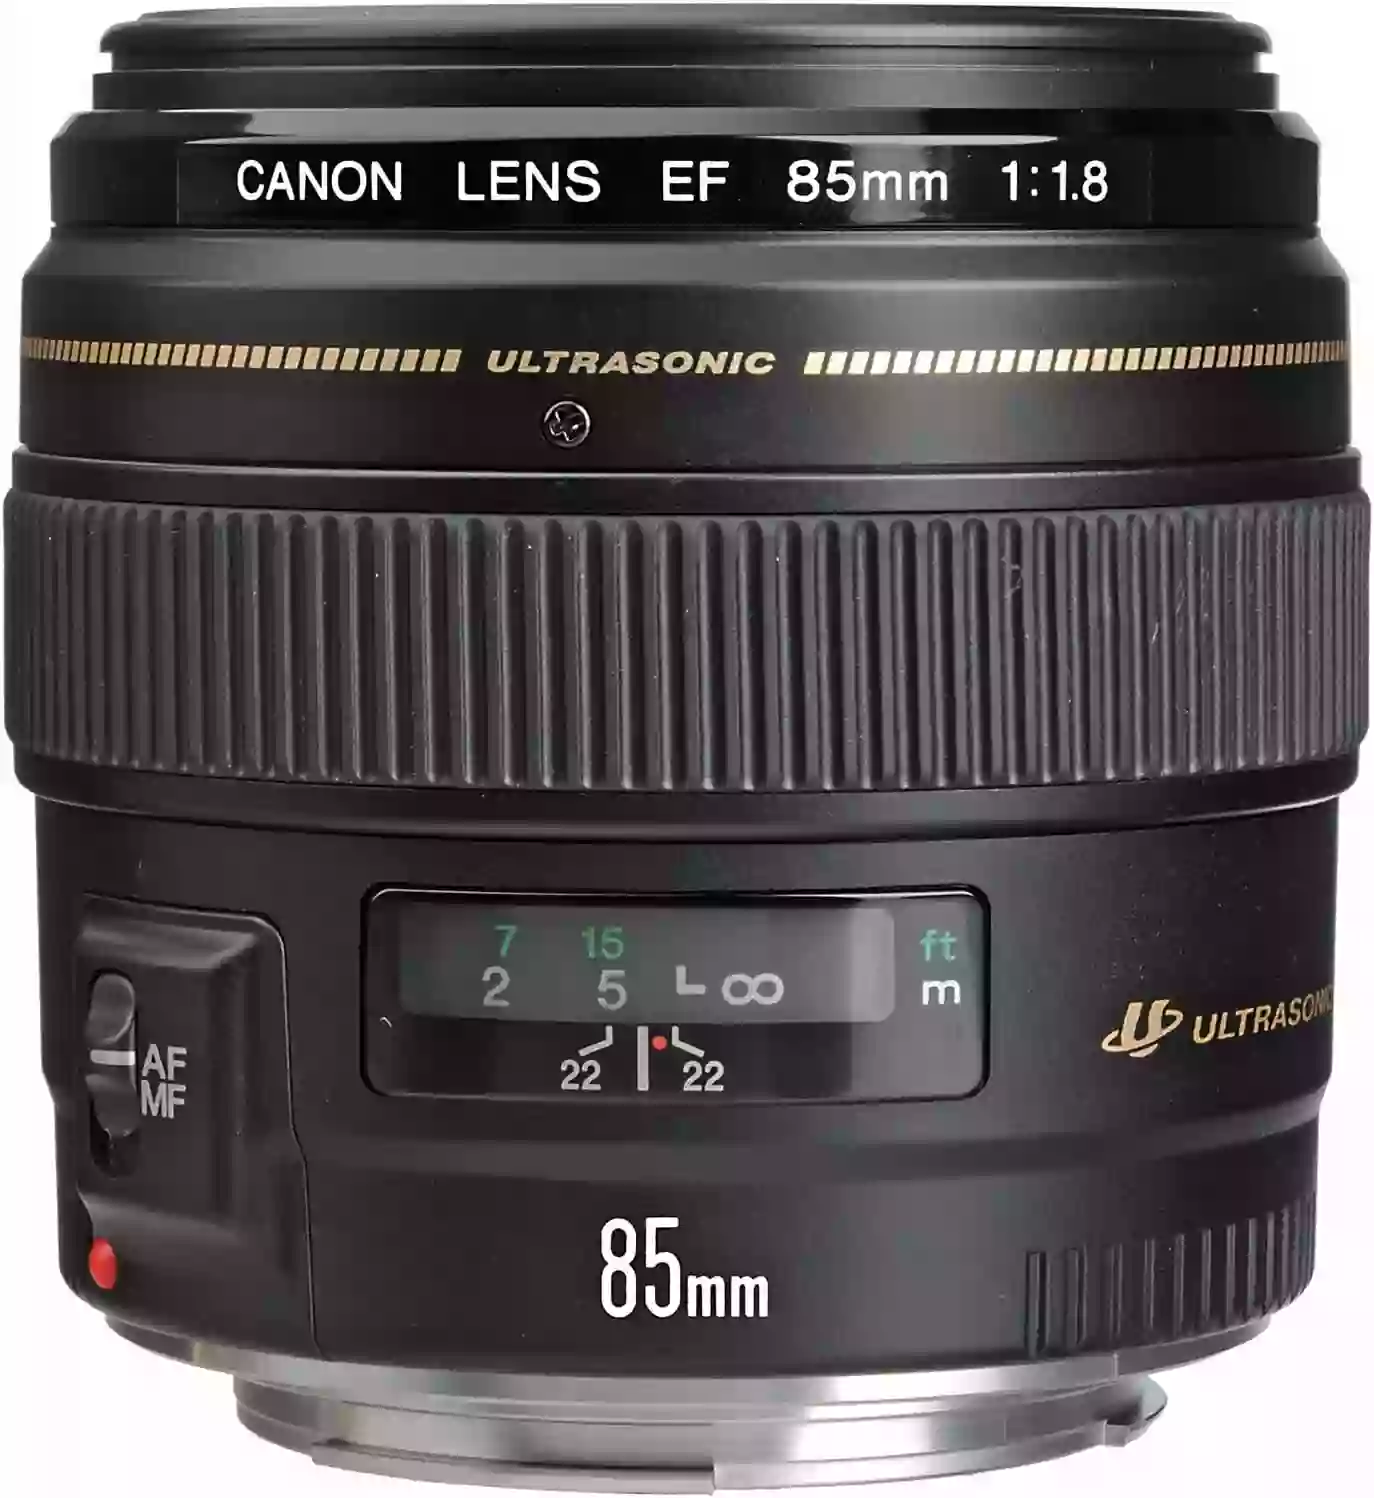 CANON LENS EF 85mm 1:1.8
ULTRASONIC
7 15 ft
2 5 L ∞ m
22 22
AF
MF
ULTRASONIC
85mm